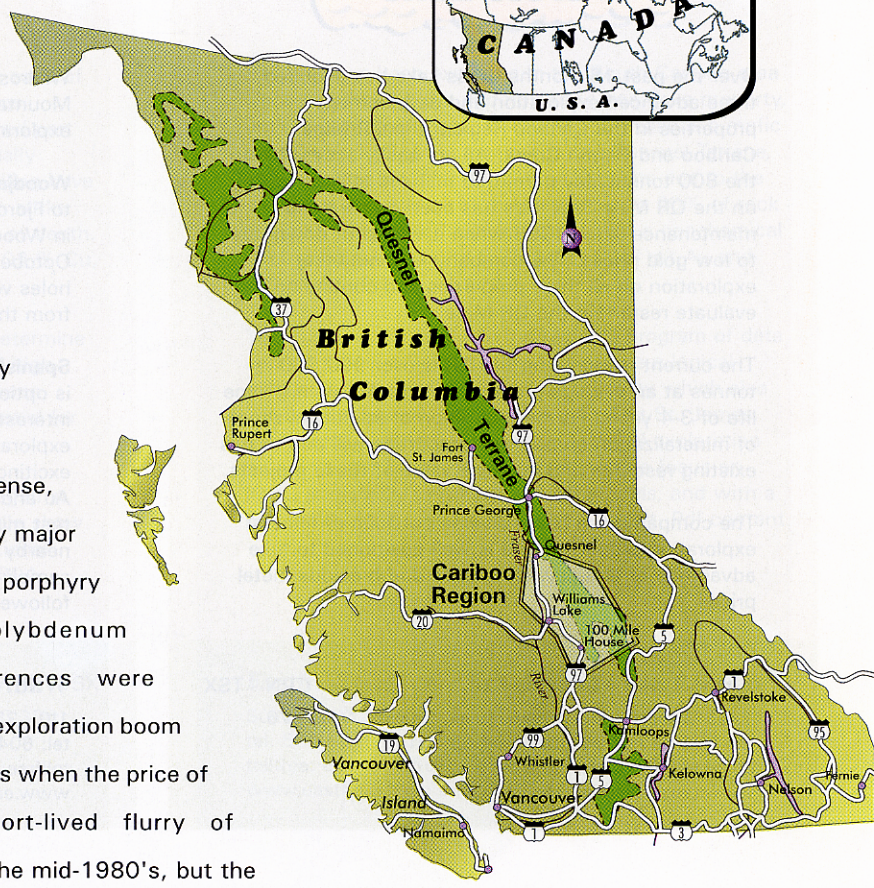 CANADA
U. S. A.
97
N
Quesnel
37
British
Columbia
Prince
Rupert
16
Terrane
97
Fort
St. James
Prince George
16
Fraser
Quesnel
Cariboo
Region
Williams
Lake
20
100 Mile
House
5
97
River
1
Revelstoke
Kamloops
95
19
99
Vancouver
Whistler
1
5
Kelowna
Fernie
Nelson
Island
Vancouver
Namaimo
1
3
y
ense,
y major
porphyry
olybdenum
rences were
exploration boom
s when the price of
ort-lived flurry of
he mid-1980's, but the